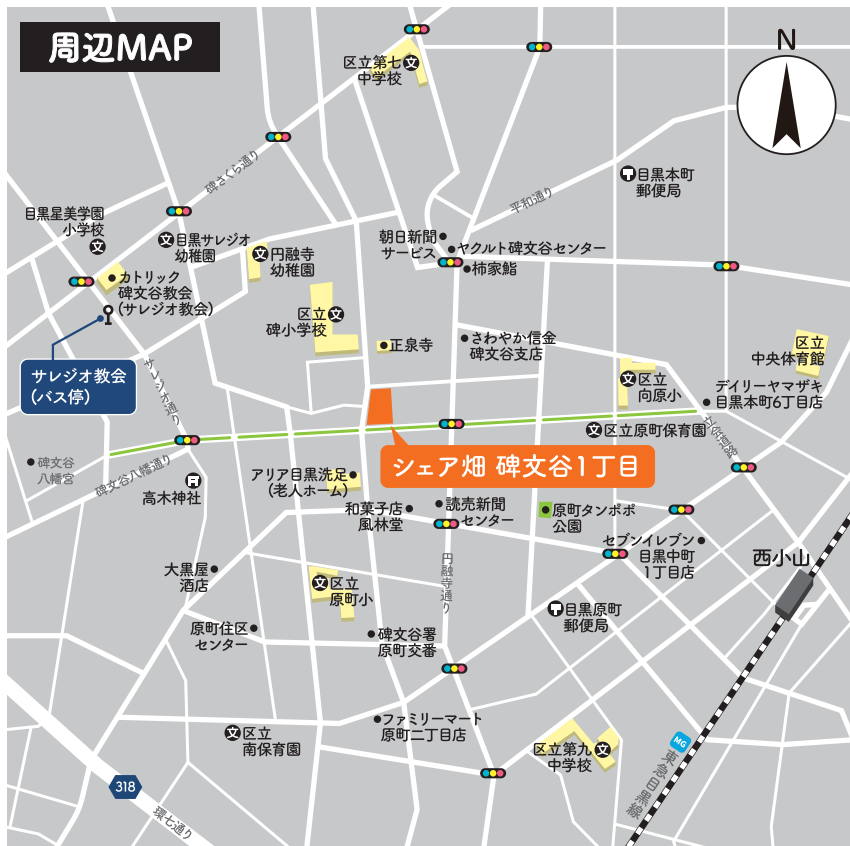 周辺MAP
N
区立第七
中学校
碑さくら通り
目黒本町
郵便局
平和通り
目黒星美学園
小学校
目黒サレジオ
幼稚園
円融寺
幼稚園
朝日新聞
サービス
ヤクルト碑文谷センター
柿家鮨
カトリック
碑文谷教会
(サレジオ教会)
区立
碑小学校
正泉寺
さわやか信金
碑文谷支店
区立
中央体育館
サレジオ教会
(バス停)
サレジオ通り
区立
向原小
デイリーヤマザキ
目黒本町6丁目店
区立原町保育園
立会道路
碑文谷
八幡宮
碑文谷八幡通り
シェア畑 碑文谷1丁目
高木神社
アリア目黒洗足
(老人ホーム)
和菓子店
風林堂
読売新聞
センター
原町タンポポ
公園
セブンイレブン
目黒中町
1丁目店
西小山
大黒屋
酒店
円融寺通り
区立
原町小
目黒原町
郵便局
原町住区
センター
碑文谷署
原町交番
ファミリーマート
原町二丁目店
区立
南保育園
区立第九
中学校
MG
東急目黒線
318
環七通り